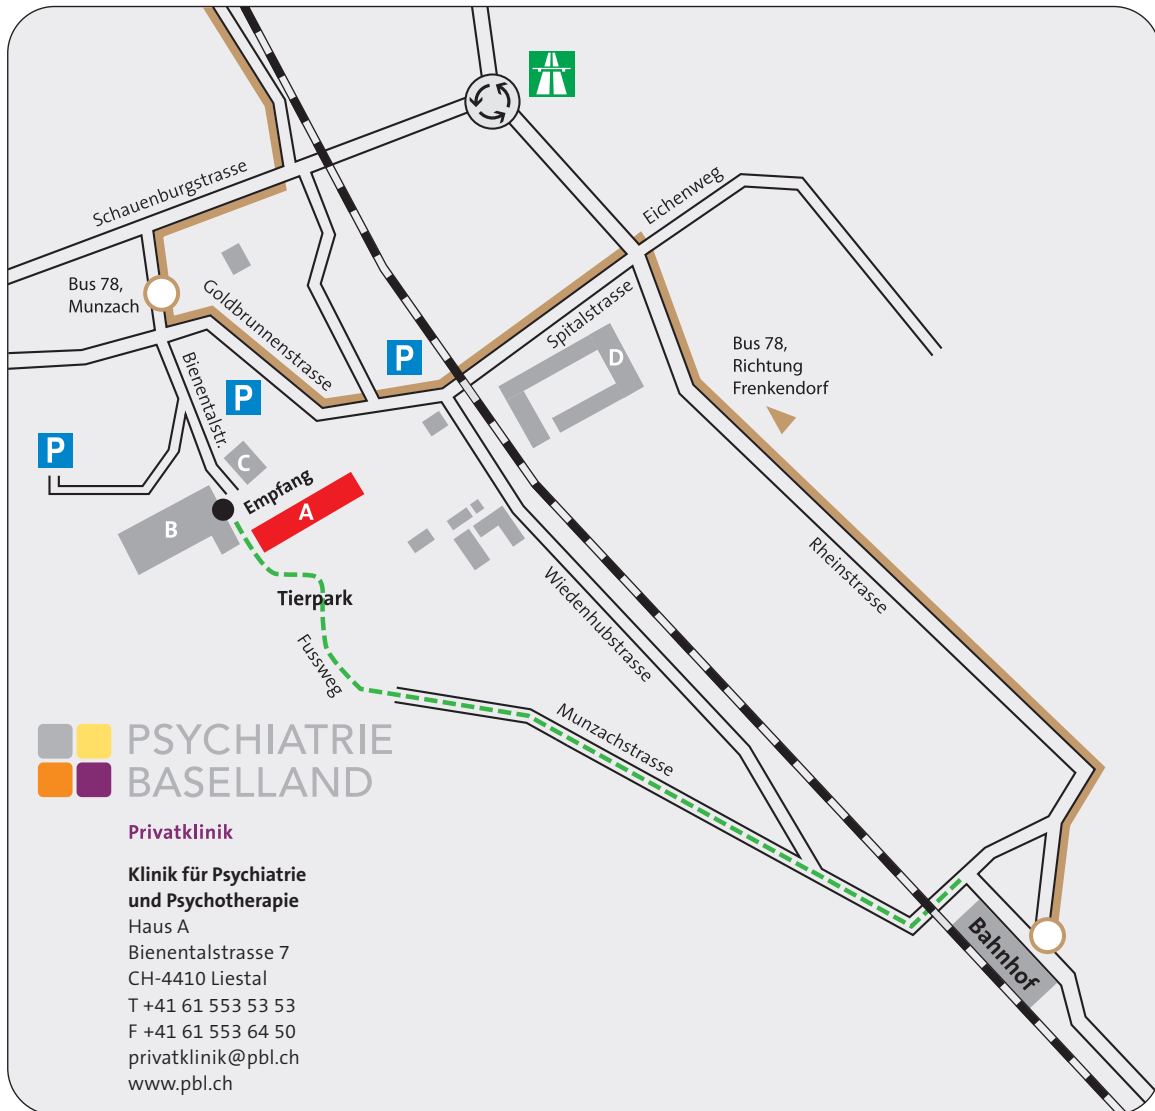 Schauenburgstrasse
Eichenweg
Bus 78,
Munzach
Goldbrunnenstrasse
Spitalstrasse
P
D
Bus 78,
Richtung
Frenkendorf
Bienentalstr.
P
P
C
Empfang
A
B
Rheinstrasse
Wiedenhubstrasse
Tierpark
Fussweg
Munzachstrasse
Bahnhof
PSYCHIATRIE
BASELLAND
Privatklinik
Klinik für Psychiatrie
und Psychotherapie
Haus A
Bienentalstrasse 7
CH-4410 Liestal
T +41 61 553 53 53
F +41 61 553 64 50
privatklinik@pbl.ch
www.pbl.ch